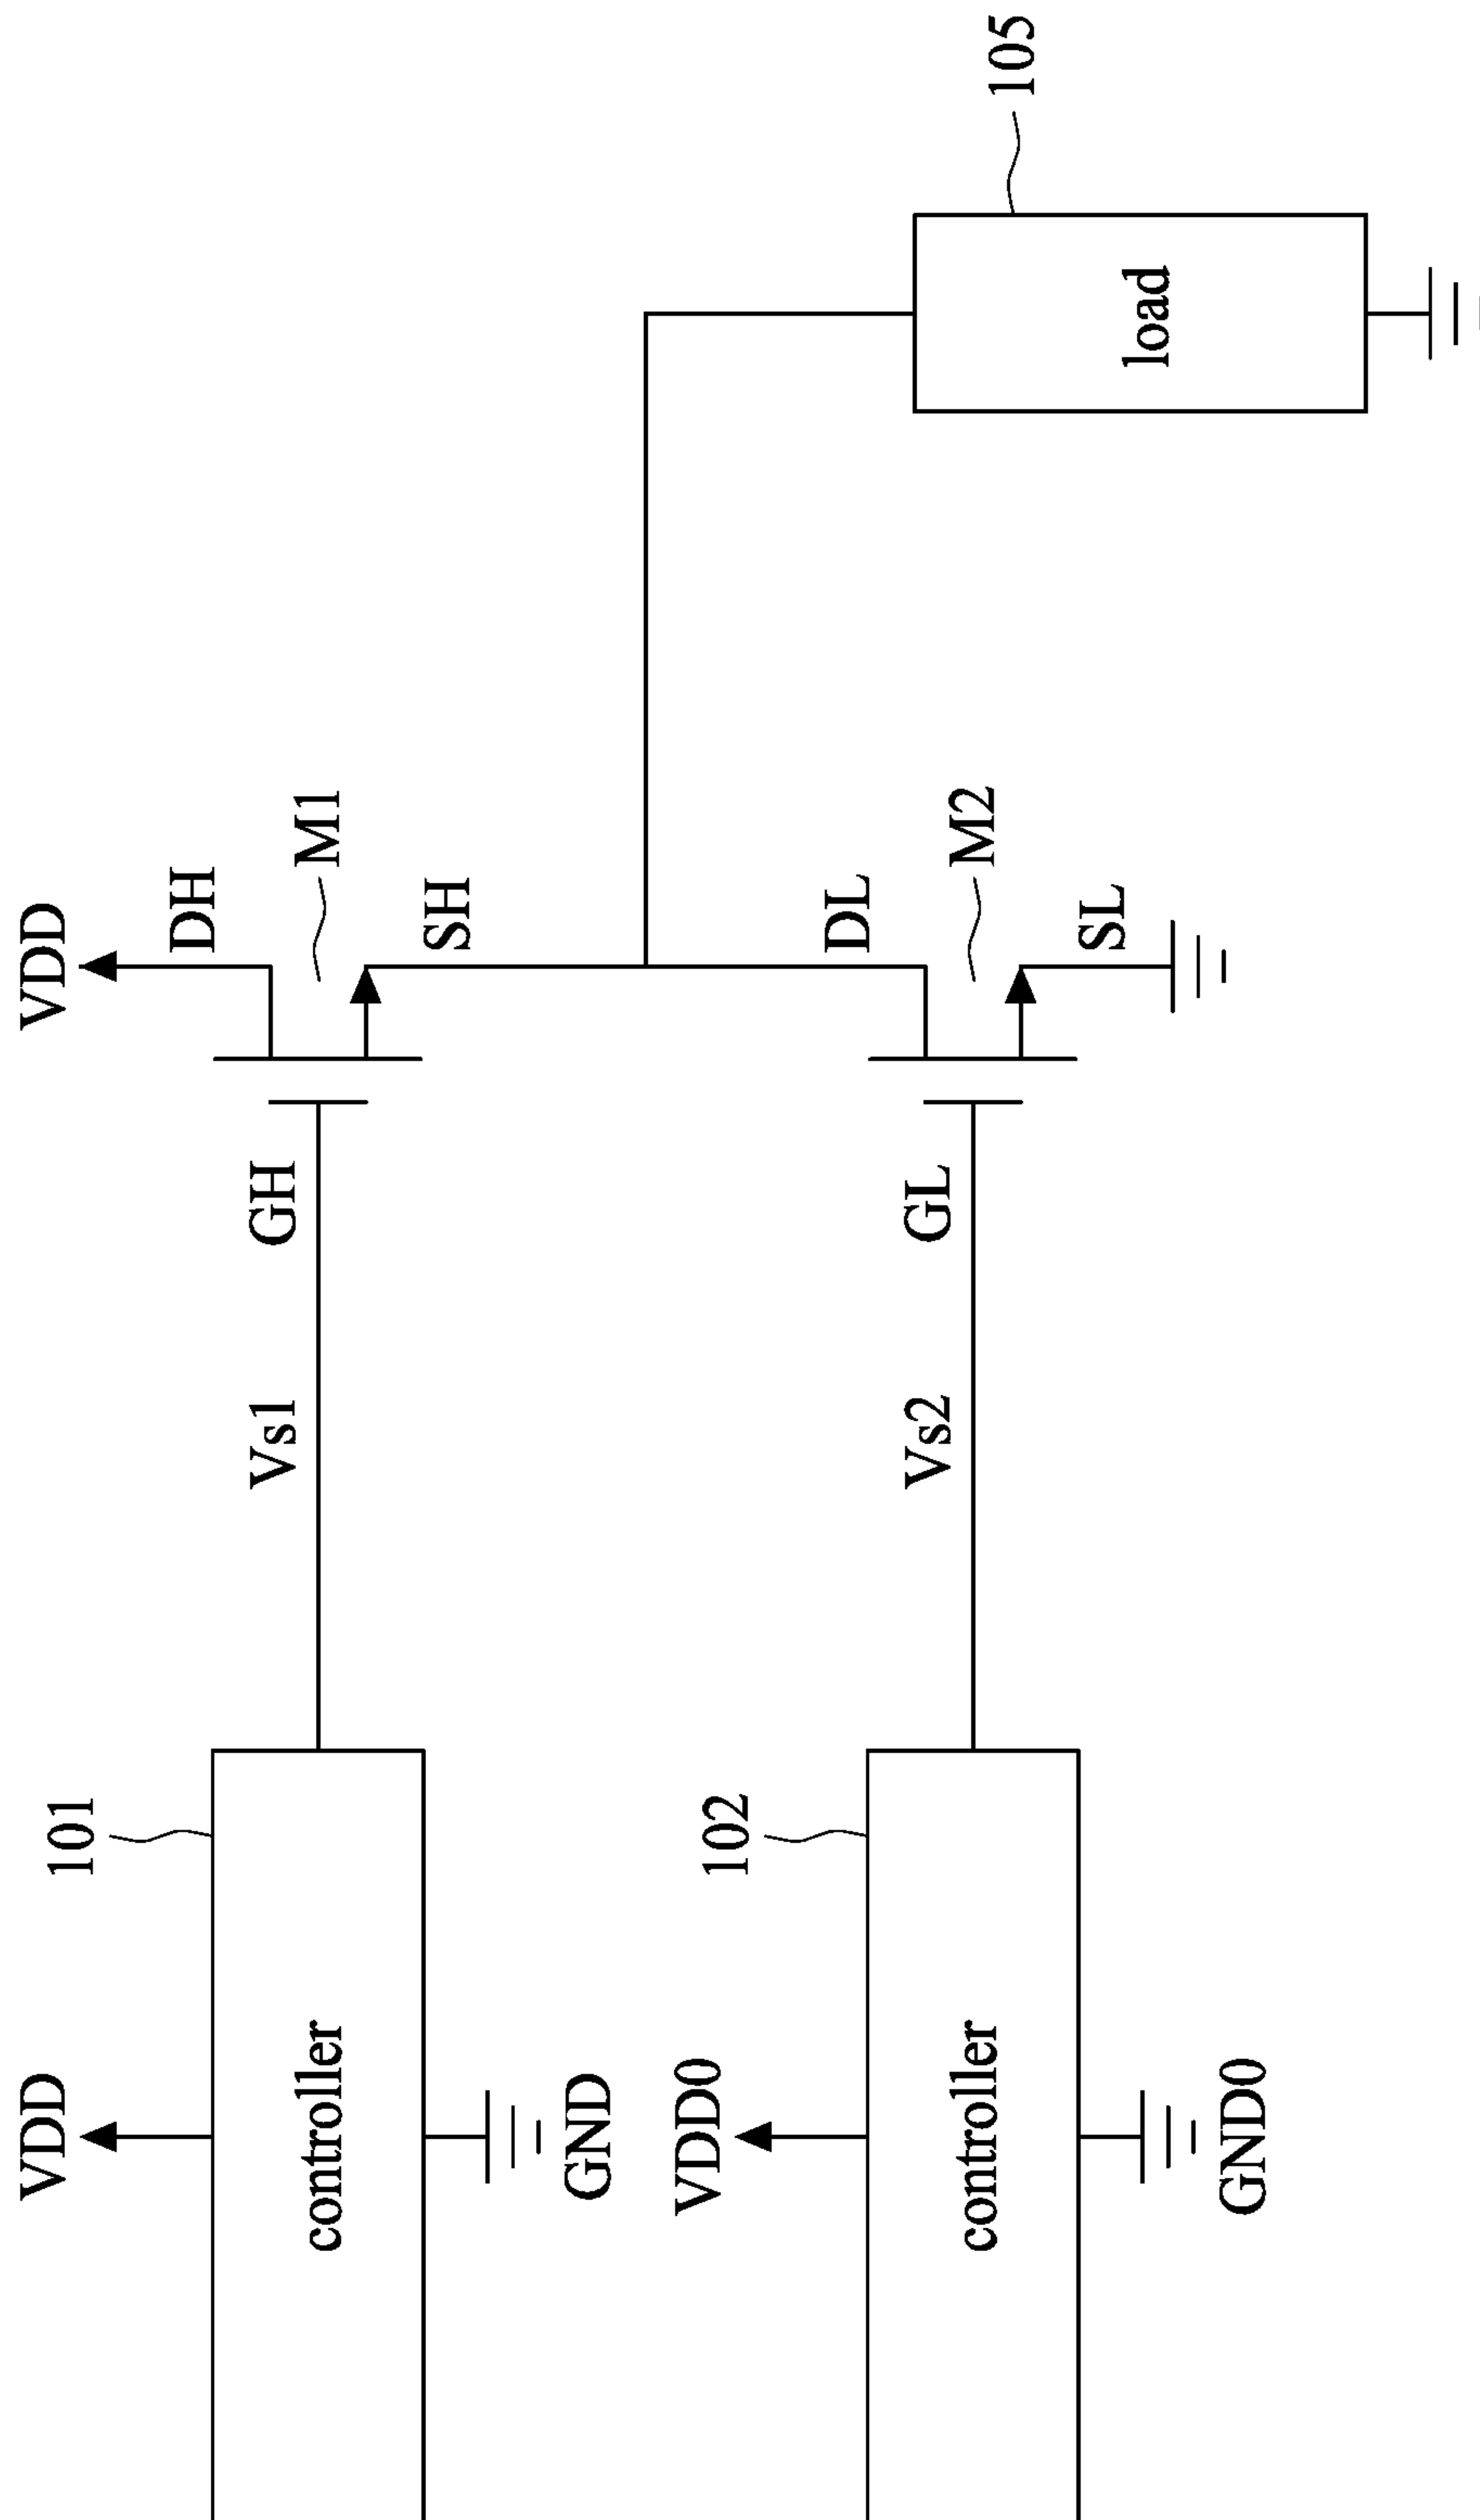 VDD
101
controller
GND
Vs1
GH
VDD
DH
M1
SH
VDD0
102
controller
GND0
Vs2
GL
DL
M2
SL
load
105